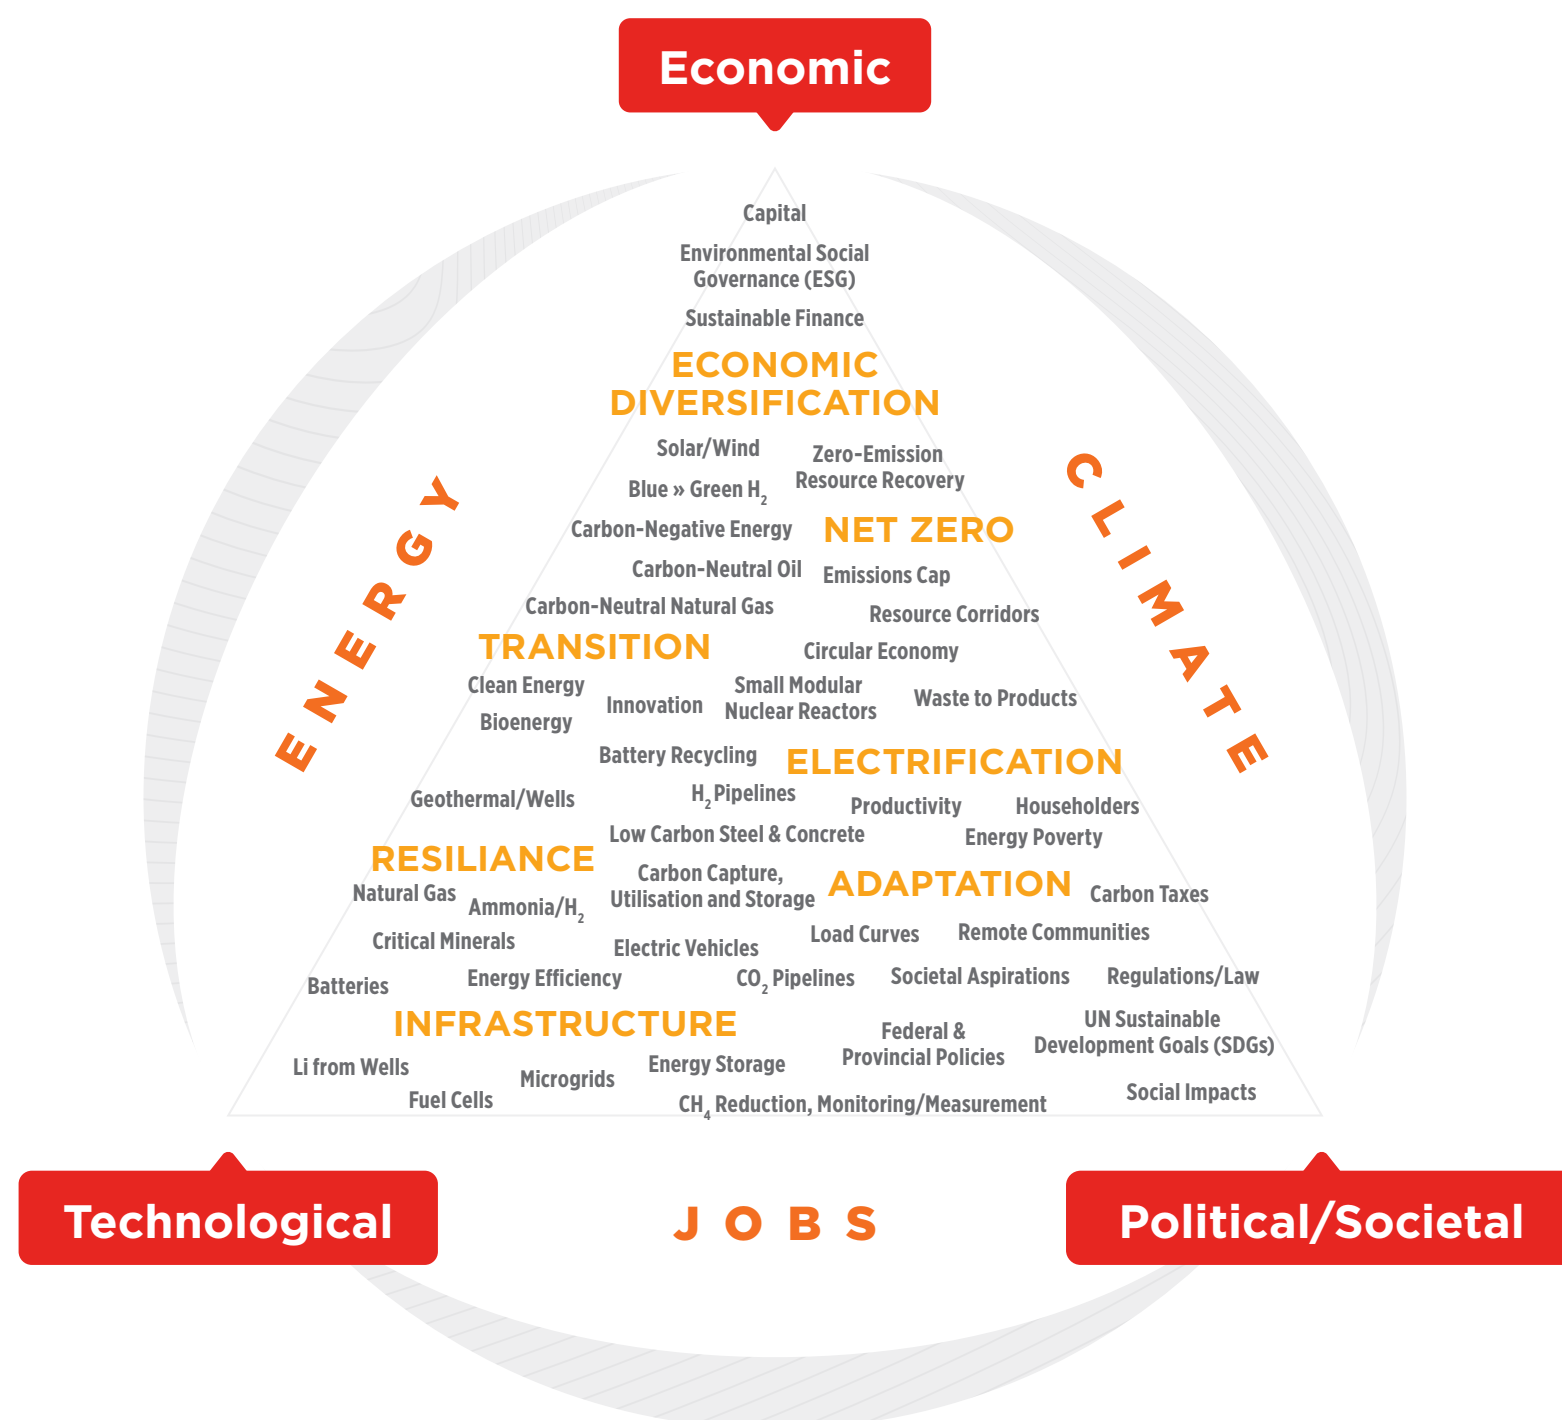 Economic
Capital
Environmental Social
Governance (ESG)
Sustainable Finance
ECONOMIC
DIVERSIFICATION
Solar/Wind
Zero-Emission
Resource Recovery
Blue » Green H₂
Carbon-Negative Energy
NET ZERO
Carbon-Neutral Oil
Emissions Cap
Carbon-Neutral Natural Gas
Resource Corridors
TRANSITION
Circular Economy
Clean Energy
Innovation
Small Modular
Nuclear Reactors
Waste to Products
Bioenergy
Battery Recycling
ELECTRIFICATION
Geothermal/Wells
H₂ Pipelines
Productivity
Householders
Low Carbon Steel & Concrete
Energy Poverty
RESILIANCE
Carbon Capture,
Utilisation and Storage
ADAPTATION
Carbon Taxes
Natural Gas
Ammonia/H₂
Critical Minerals
Electric Vehicles
Load Curves
Remote Communities
Batteries
Energy Efficiency
CO₂ Pipelines
Societal Aspirations
Regulations/Law
INFRASTRUCTURE
Federal &
Provincial Policies
UN Sustainable
Development Goals (SDGs)
Li from Wells
Microgrids
Energy Storage
Fuel Cells
CH₄ Reduction, Monitoring/Measurement
Social Impacts
ENERGY
CLIMATE
JOBS
Technological
Political/Societal